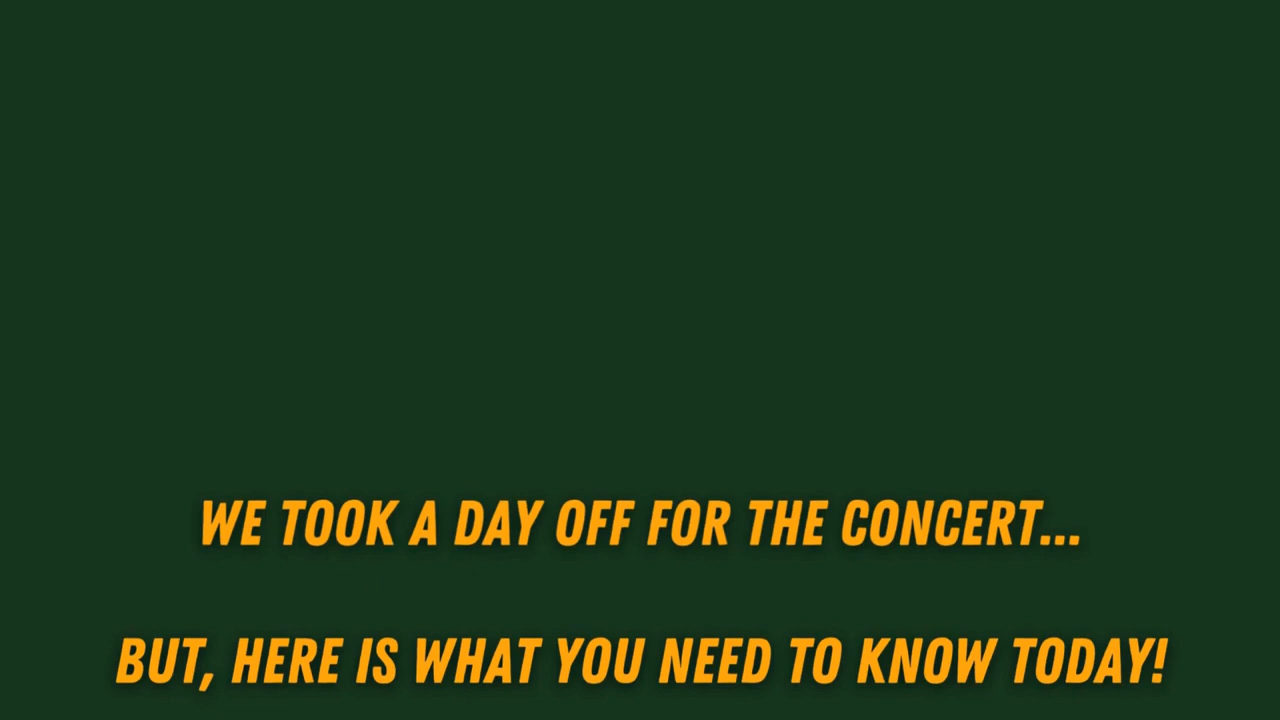 WE TOOK A DAY OFF FOR THE CONCERT...
BUT, HERE IS WHAT YOU NEED TO KNOW TODAY!